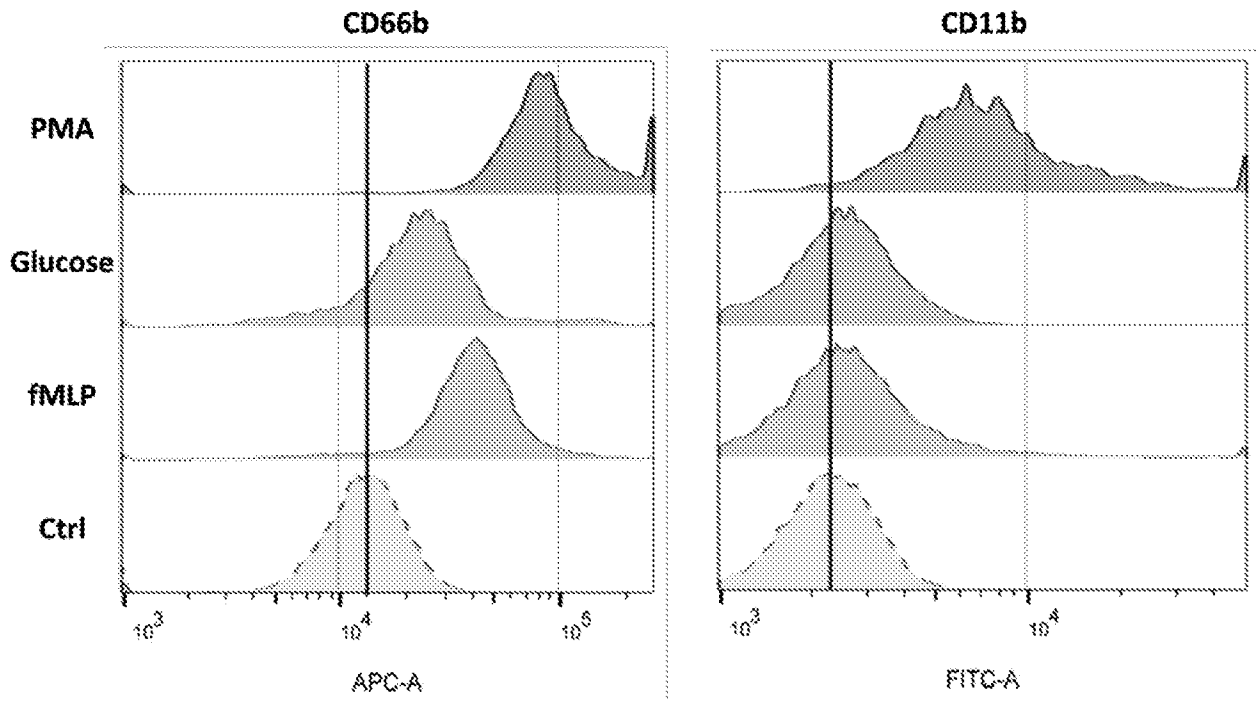 CD66b
CD11b
PMA
Glucose
fMLP
Ctrl
10³ 10⁴ 10⁵
10³ 10⁴
APC-A
FITC-A